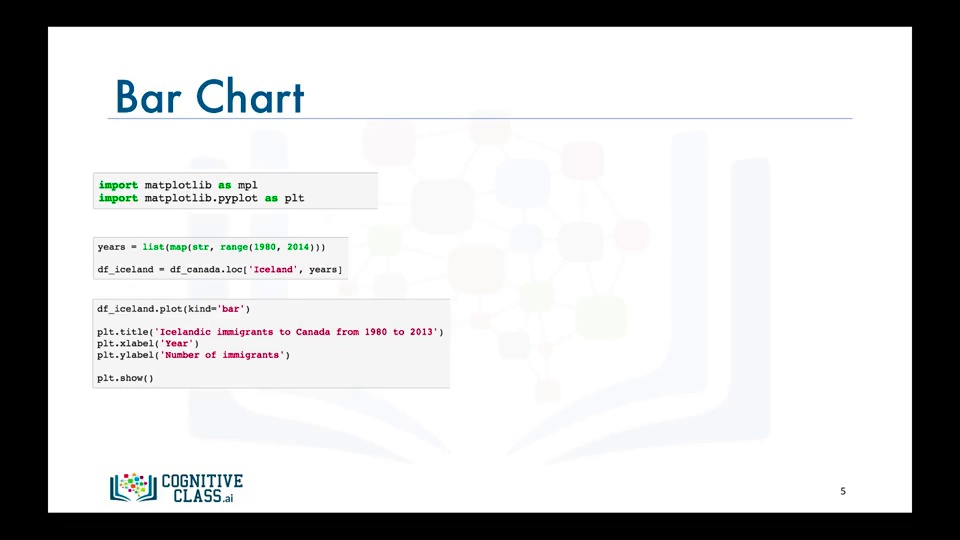 Bar Chart
import matplotlib as mpl
import matplotlib.pyplot as plt
years = list(map(str, range(1980, 2014)))
df_iceland = df_canada.loc['Iceland', years]
df_iceland.plot(kind='bar')
plt.title('Icelandic immigrants to Canada from 1980 to 2013')
plt.xlabel('Year')
plt.ylabel('Number of immigrants')
plt.show()
COGNITIVE
CLASS.ai
5